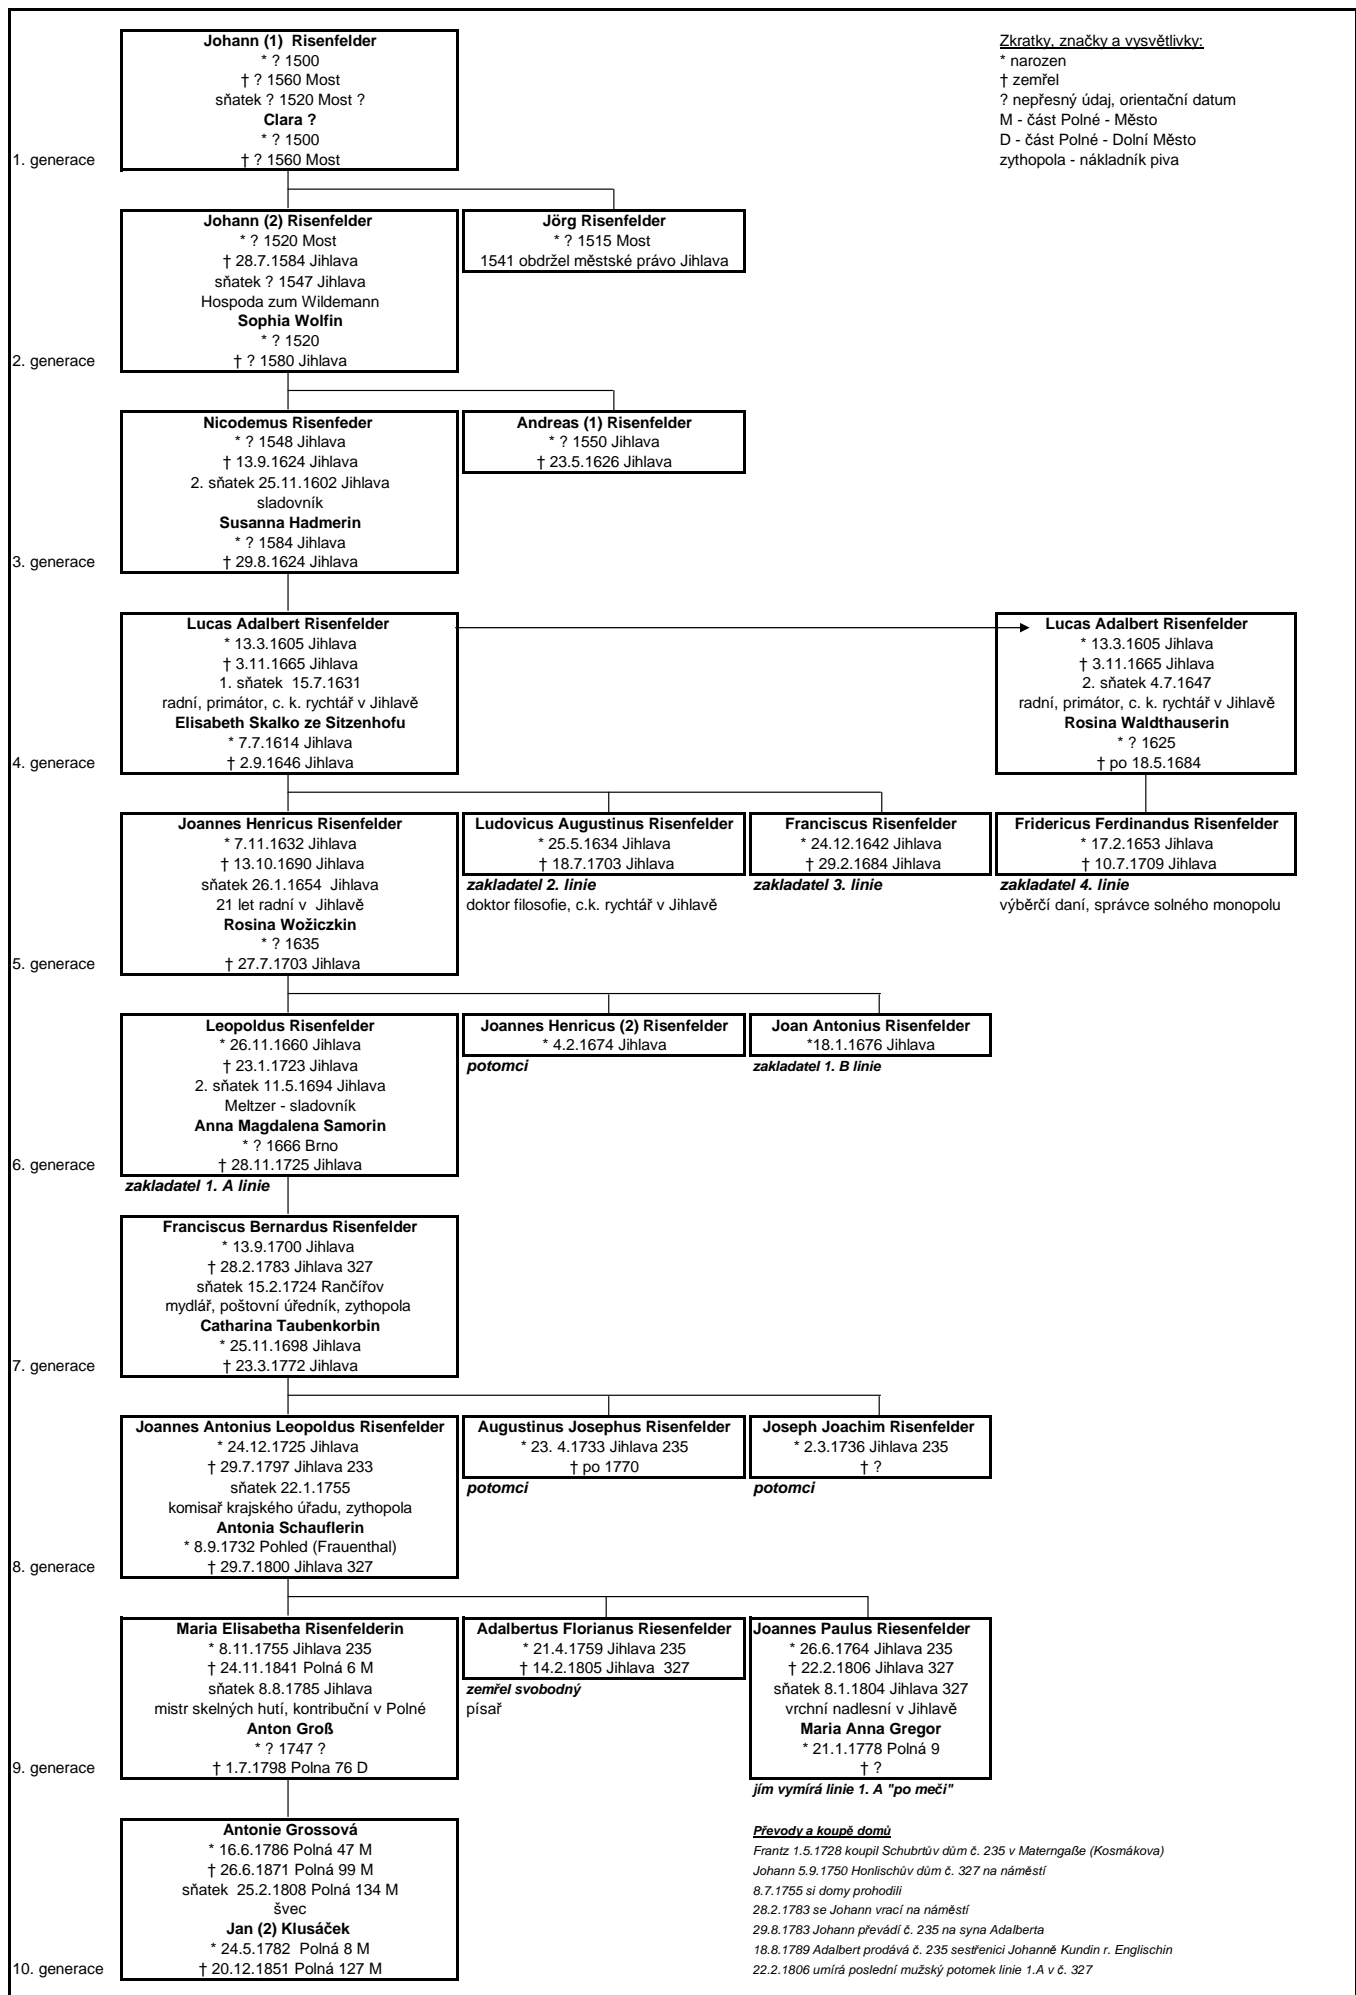 Johann (1)  Risenfelder
* ? 1500
† ? 1560 Most
sňatek ? 1520 Most ?
Clara ?
* ? 1500
† ? 1560 Most
1. generace
Zkratky, značky a vysvětlivky:
* narozen
† zemřel
? nepřesný údaj, orientační datum
M - část Polné - Město
D - část Polné - Dolní Město
zythopola - nákladník piva
Johann (2) Risenfelder
* ? 1520 Most
† 28.7.1584 Jihlava
sňatek ? 1547 Jihlava
Hospoda zum Wildemann
Sophia Wolfin
* ? 1520
† ? 1580 Jihlava
2. generace
Jörg Risenfelder
* ? 1515 Most
1541 obdržel městské právo Jihlava
Nicodemus Risenfeder
* ? 1548 Jihlava
† 13.9.1624 Jihlava
2. sňatek 25.11.1602 Jihlava
sladovník
Susanna Hadmerin
* ? 1584 Jihlava
† 29.8.1624 Jihlava
3. generace
Andreas (1) Risenfelder
* ? 1550 Jihlava
† 23.5.1626 Jihlava
Lucas Adalbert Risenfelder
* 13.3.1605 Jihlava
† 3.11.1665 Jihlava
1. sňatek  15.7.1631
radní, primátor, c. k. rychtář v Jihlavě
Elisabeth Skalko ze Sitzenhofu
* 7.7.1614 Jihlava
† 2.9.1646 Jihlava
4. generace
Lucas Adalbert Risenfelder
* 13.3.1605 Jihlava
† 3.11.1665 Jihlava
2. sňatek 4.7.1647
radní, primátor, c. k. rychtář v Jihlavě
Rosina Waldthauserin
* ? 1625
† po 18.5.1684
Joannes Henricus Risenfelder
* 7.11.1632 Jihlava
† 13.10.1690 Jihlava
sňatek 26.1.1654  Jihlava
21 let radní v  Jihlavě
Rosina Wožiczkin
* ? 1635
† 27.7.1703 Jihlava
5. generace
Ludovicus Augustinus Risenfelder
* 25.5.1634 Jihlava
† 18.7.1703 Jihlava
zakladatel 2. linie
doktor filosofie, c.k. rychtář v Jihlavě
Franciscus Risenfelder
* 24.12.1642 Jihlava
† 29.2.1684 Jihlava
zakladatel 3. linie
Fridericus Ferdinandus Risenfelder
* 17.2.1653 Jihlava
† 10.7.1709 Jihlava
zakladatel 4. linie
výběrčí daní, správce solného monopolu
Leopoldus Risenfelder
* 26.11.1660 Jihlava
† 23.1.1723 Jihlava
2. sňatek 11.5.1694 Jihlava
Meltzer - sladovník
Anna Magdalena Samorin
* ? 1666 Brno
† 28.11.1725 Jihlava
6. generace
zakladatel 1. A linie
Joannes Henricus (2) Risenfelder
* 4.2.1674 Jihlava
potomci
Joan Antonius Risenfelder
*18.1.1676 Jihlava
zakladatel 1. B linie
Franciscus Bernardus Risenfelder
* 13.9.1700 Jihlava
† 28.2.1783 Jihlava 327
sňatek 15.2.1724 Rančířov
mydlář, poštovní úředník, zythopola
Catharina Taubenkorbin
* 25.11.1698 Jihlava
† 23.3.1772 Jihlava
7. generace
Joannes Antonius Leopoldus Risenfelder
* 24.12.1725 Jihlava
† 29.7.1797 Jihlava 233
sňatek 22.1.1755
komisař krajského úřadu, zythopola
Antonia Schauflerin
* 8.9.1732 Pohled (Frauenthal)
† 29.7.1800 Jihlava 327
8. generace
Augustinus Josephus Risenfelder
* 23. 4.1733 Jihlava 235
† po 1770
potomci
Joseph Joachim Risenfelder
* 2.3.1736 Jihlava 235
† ?
potomci
Maria Elisabetha Risenfelderin
* 8.11.1755 Jihlava 235
† 24.11.1841 Polná 6 M
sňatek 8.8.1785 Jihlava
mistr skelných hutí, kontribuční v Polné
Anton Groß
* ? 1747 ?
† 1.7.1798 Polna 76 D
9. generace
Adalbertus Florianus Riesenfelder
* 21.4.1759 Jihlava 235
† 14.2.1805 Jihlava  327
zemřel svobodný
písař
Joannes Paulus Riesenfelder
* 26.6.1764 Jihlava 235
† 22.2.1806 Jihlava 327
sňatek 8.1.1804 Jihlava 327
vrchní nadlesní v Jihlavě
Maria Anna Gregor
* 21.1.1778 Polná 9
† ?
jím vymírá linie 1. A "po meči"
Antonie Grossová
* 16.6.1786 Polná 47 M
† 26.6.1871 Polná 99 M
sňatek  25.2.1808 Polná 134 M
švec
Jan (2) Klusáček
* 24.5.1782  Polná 8 M
† 20.12.1851 Polná 127 M
10. generace
Převody a koupě domů
Frantz 1.5.1728 koupil Schubrtův dům č. 235 v Materngaße (Kosmákova)
Johann 5.9.1750 Honlischův dům č. 327 na náměstí
8.7.1755 si domy prohodili
28.2.1783 se Johann vrací na náměstí
29.8.1783 Johann převádí č. 235 na syna Adalberta
18.8.1789 Adalbert prodává č. 235 sestřenici Johanně Kundin r. Englischin
22.2.1806 umírá poslední mužský potomek linie 1.A v č. 327